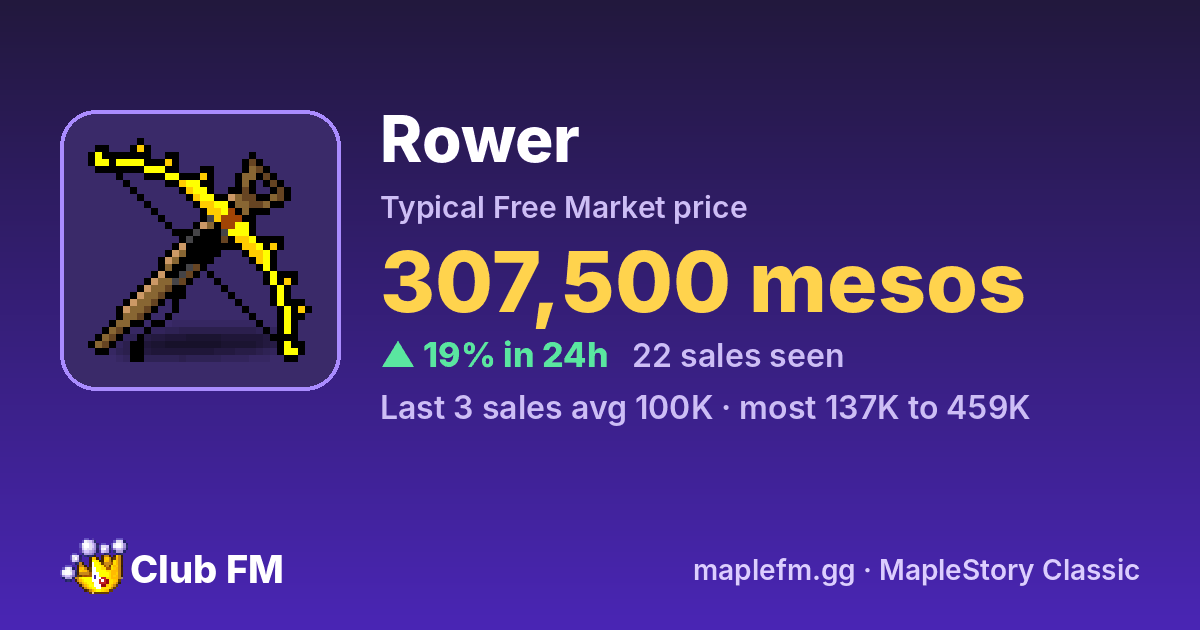 Rower
Typical Free Market price
307,500 mesos
▲ 19% in 24h 22 sales seen
Last 3 sales avg 100K · most 137K to 459K
Club FM
maplefm.gg · MapleStory Classic